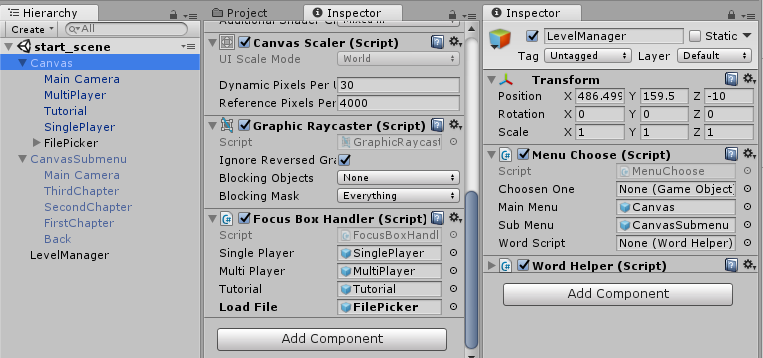 Hierarchy
Create
All
start_scene
Canvas
Main Camera
MultiPlayer
Tutorial
SinglePlayer
FilePicker
CanvasSubmenu
Main Camera
ThirdChapter
SecondChapter
FirstChapter
Back
LevelManager
Project Inspector
Canvas Scaler (Script)
UI Scale Mode World
Dynamic Pixels Per 30
Reference Pixels Per 4000
Graphic Raycaster (Script)
Script GraphicRaycast
Ignore Reversed Gra
Blocking Objects None
Blocking Mask Everything
Focus Box Handler (Script)
Script FocusBoxHandl
Single Player SinglePlayer
Multi Player MultiPlayer
Tutorial Tutorial
Load File FilePicker
Add Component
Inspector
LevelManager Static
Tag Untagged Layer Default
Transform
Position X 486.499 Y 159.5 Z -10
Rotation X 0 Y 0 Z 0
Scale X 1 Y 1 Z 1
Menu Choose (Script)
Script MenuChoose
Choosen One None (Game Object
Main Menu Canvas
Sub Menu CanvasSubmenu
Word Script None (Word Helper)
Word Helper (Script)
Add Component